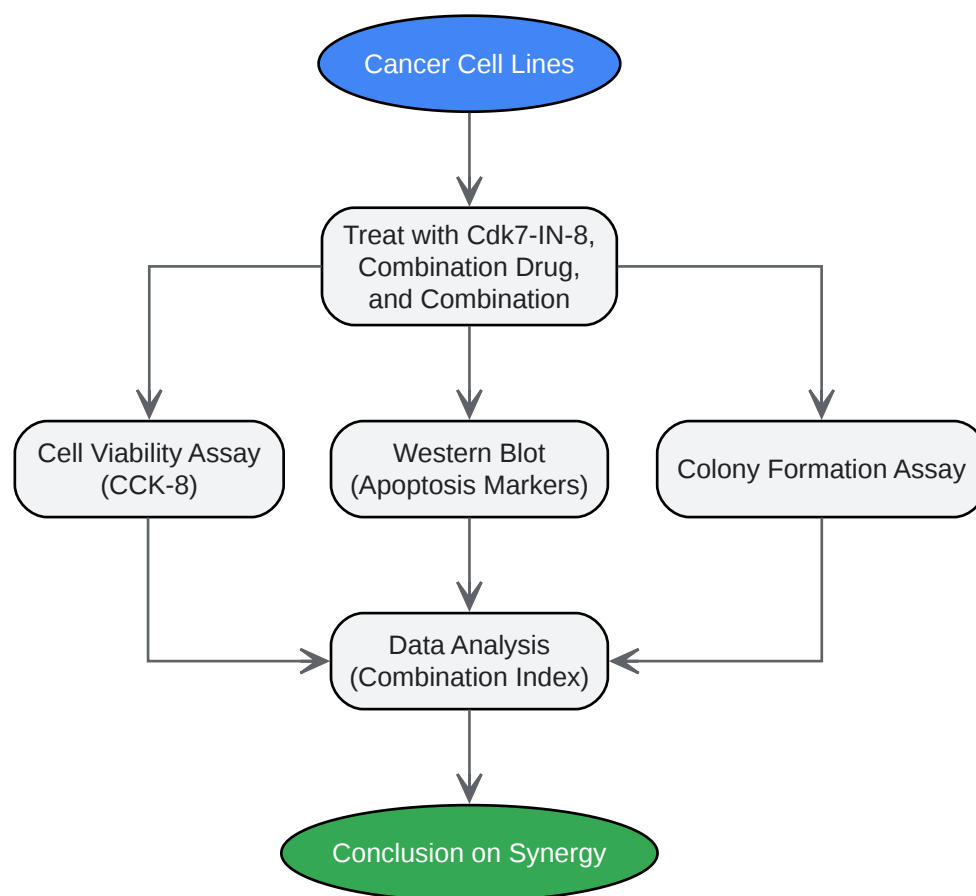 Cancer Cell Lines
Treat with Cdk7-IN-8,
Combination Drug,
and Combination
Cell Viability Assay
(CCK-8)
Western Blot
(Apoptosis Markers)
Colony Formation Assay
Data Analysis
(Combination Index)
Conclusion on Synergy